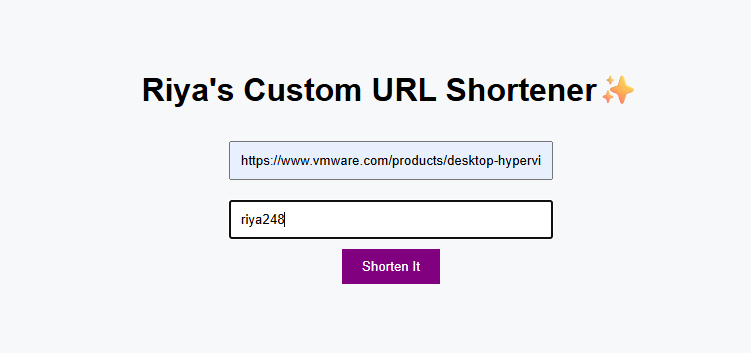 Riya's Custom URL Shortener✨
https://www.vmware.com/products/desktop-hypervi
riya248
Shorten It